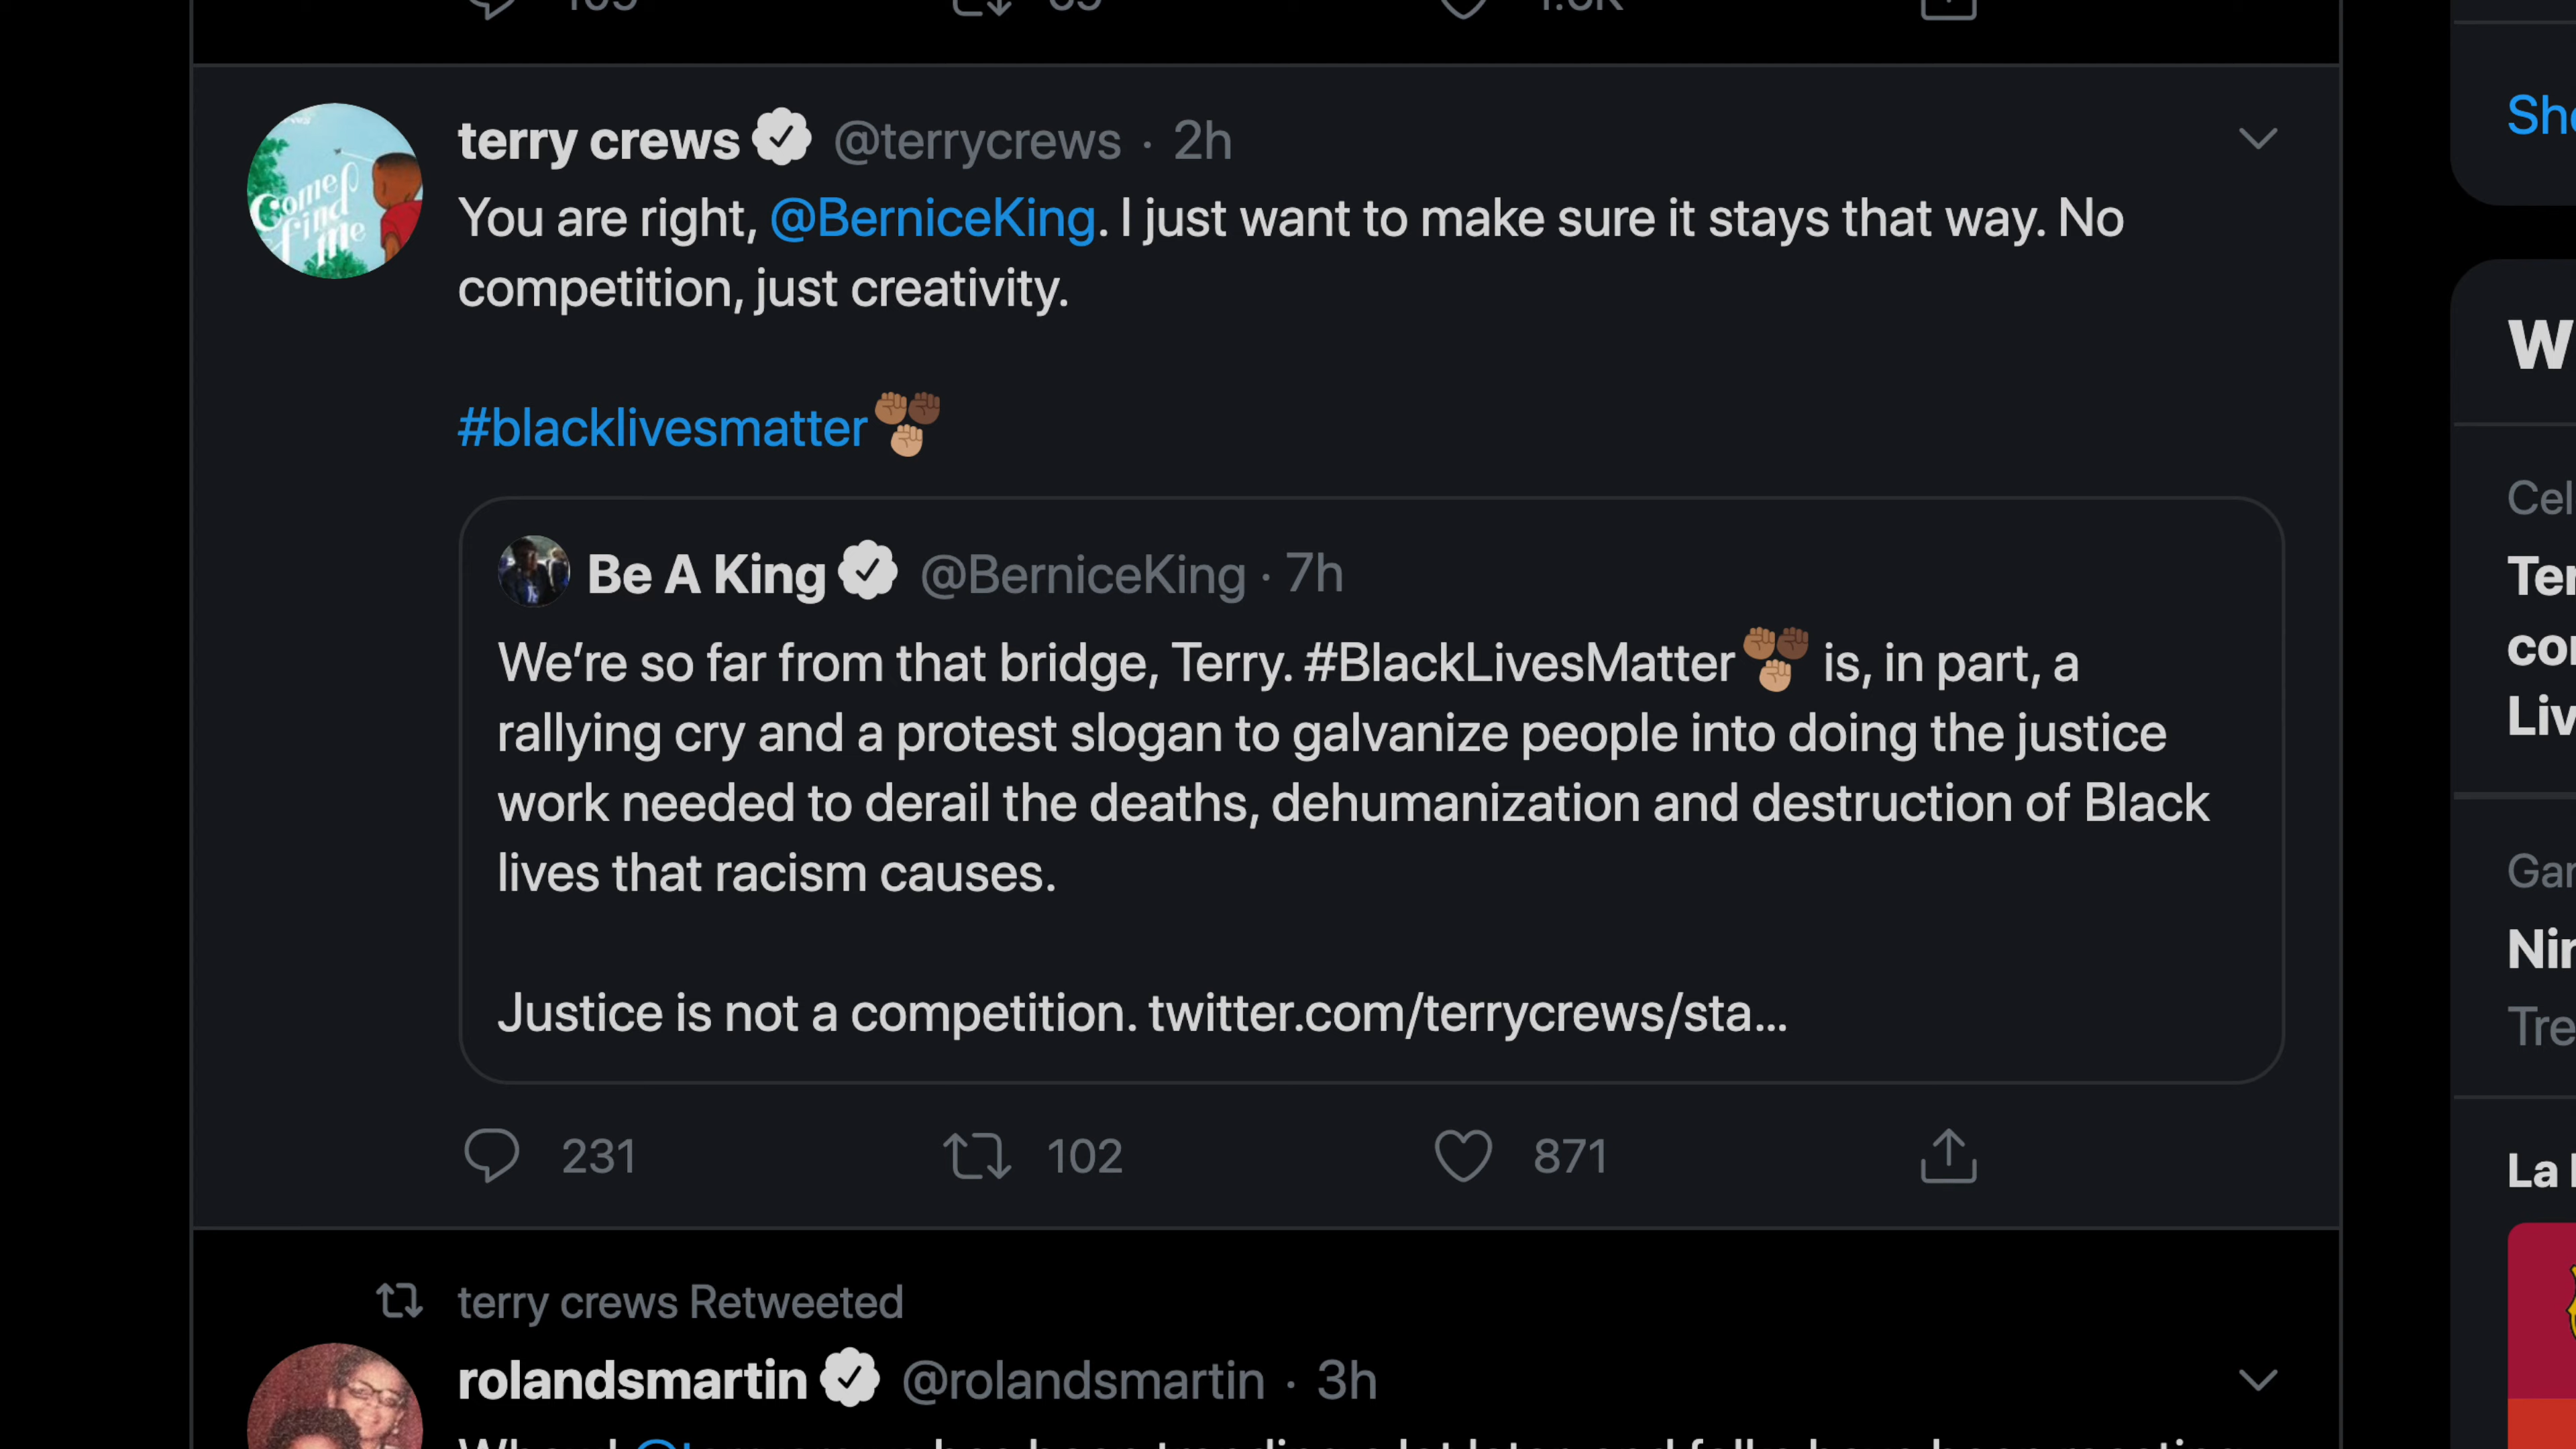 terry crews @terrycrews · 2h
You are right, @BerniceKing. I just want to make sure it stays that way. No
competition, just creativity.
#blacklivesmatter
Come find me
Be A King @BerniceKing · 7h
We're so far from that bridge, Terry. #BlackLivesMatter is, in part, a
rallying cry and a protest slogan to galvanize people into doing the justice
work needed to derail the deaths, dehumanization and destruction of Black
lives that racism causes.
Justice is not a competition. twitter.com/terrycrews/sta...
231 102 871
terry crews Retweeted
rolandsmartin @rolandsmartin · 3h